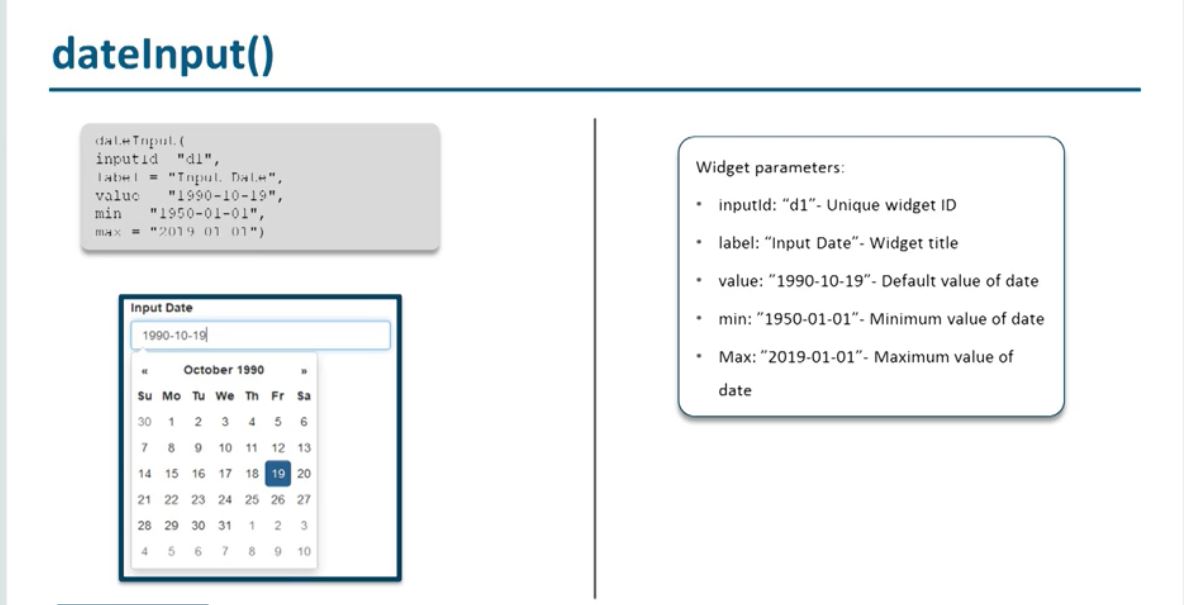 dateInput()
dateInput(
inputId "d1",
label = "Input Date",
value "1990-10-19",
min "1950-01-01",
max = "2019 01 01")
Input Date
1990-10-19
« October 1990 »
Su Mo Tu We Th Fr Sa
30 1 2 3 4 5 6
7 8 9 10 11 12 13
14 15 16 17 18 19 20
21 22 23 24 25 26 27
28 29 30 31 1 2 3
4 5 6 7 8 9 10
Widget parameters:
• inputId: “d1”- Unique widget ID
• label: “Input Date”- Widget title
• value: ”1990-10-19”- Default value of date
• min: ”1950-01-01”- Minimum value of date
• Max: ”2019-01-01”- Maximum value of
date